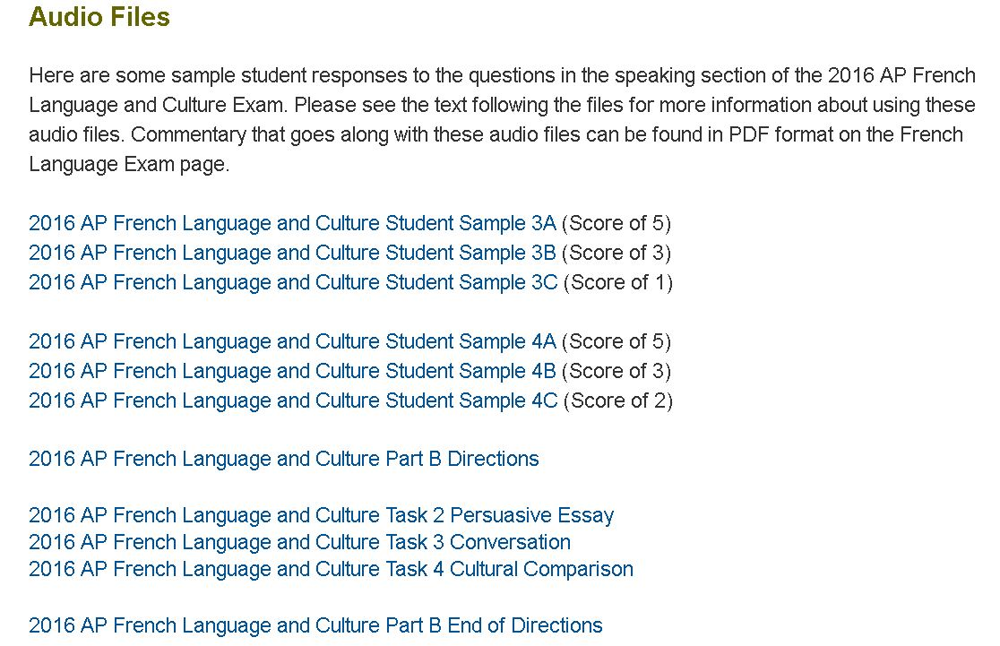 Audio Files
Here are some sample student responses to the questions in the speaking section of the 2016 AP French
Language and Culture Exam. Please see the text following the files for more information about using these
audio files. Commentary that goes along with these audio files can be found in PDF format on the French
Language Exam page.
2016 AP French Language and Culture Student Sample 3A (Score of 5)
2016 AP French Language and Culture Student Sample 3B (Score of 3)
2016 AP French Language and Culture Student Sample 3C (Score of 1)
2016 AP French Language and Culture Student Sample 4A (Score of 5)
2016 AP French Language and Culture Student Sample 4B (Score of 3)
2016 AP French Language and Culture Student Sample 4C (Score of 2)
2016 AP French Language and Culture Part B Directions
2016 AP French Language and Culture Task 2 Persuasive Essay
2016 AP French Language and Culture Task 3 Conversation
2016 AP French Language and Culture Task 4 Cultural Comparison
2016 AP French Language and Culture Part B End of Directions